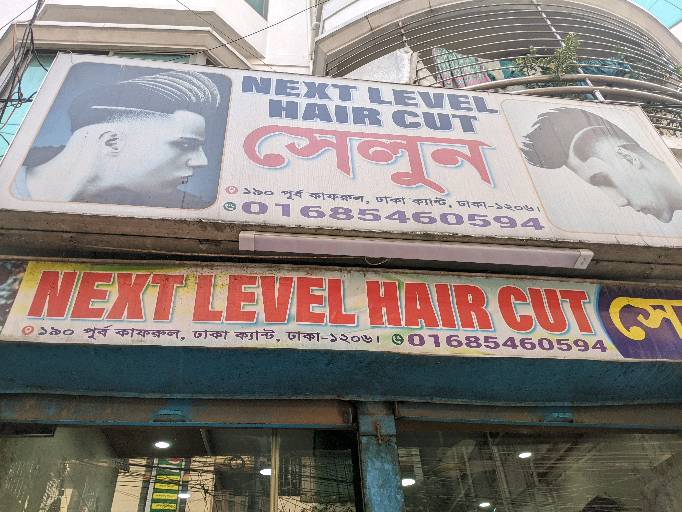 NEXT LEVEL
HAIR CUT
সেলুন
১৯০ পূর্ব কাফরুল, ঢাকা ক্যান্ট, ঢাকা-১২০৬।
01685460594
NEXT LEVEL HAIR CUT
১৯০ পূর্ব কাফরুল, ঢাকা ক্যান্ট, ঢাকা-১২০৬। 01685460594